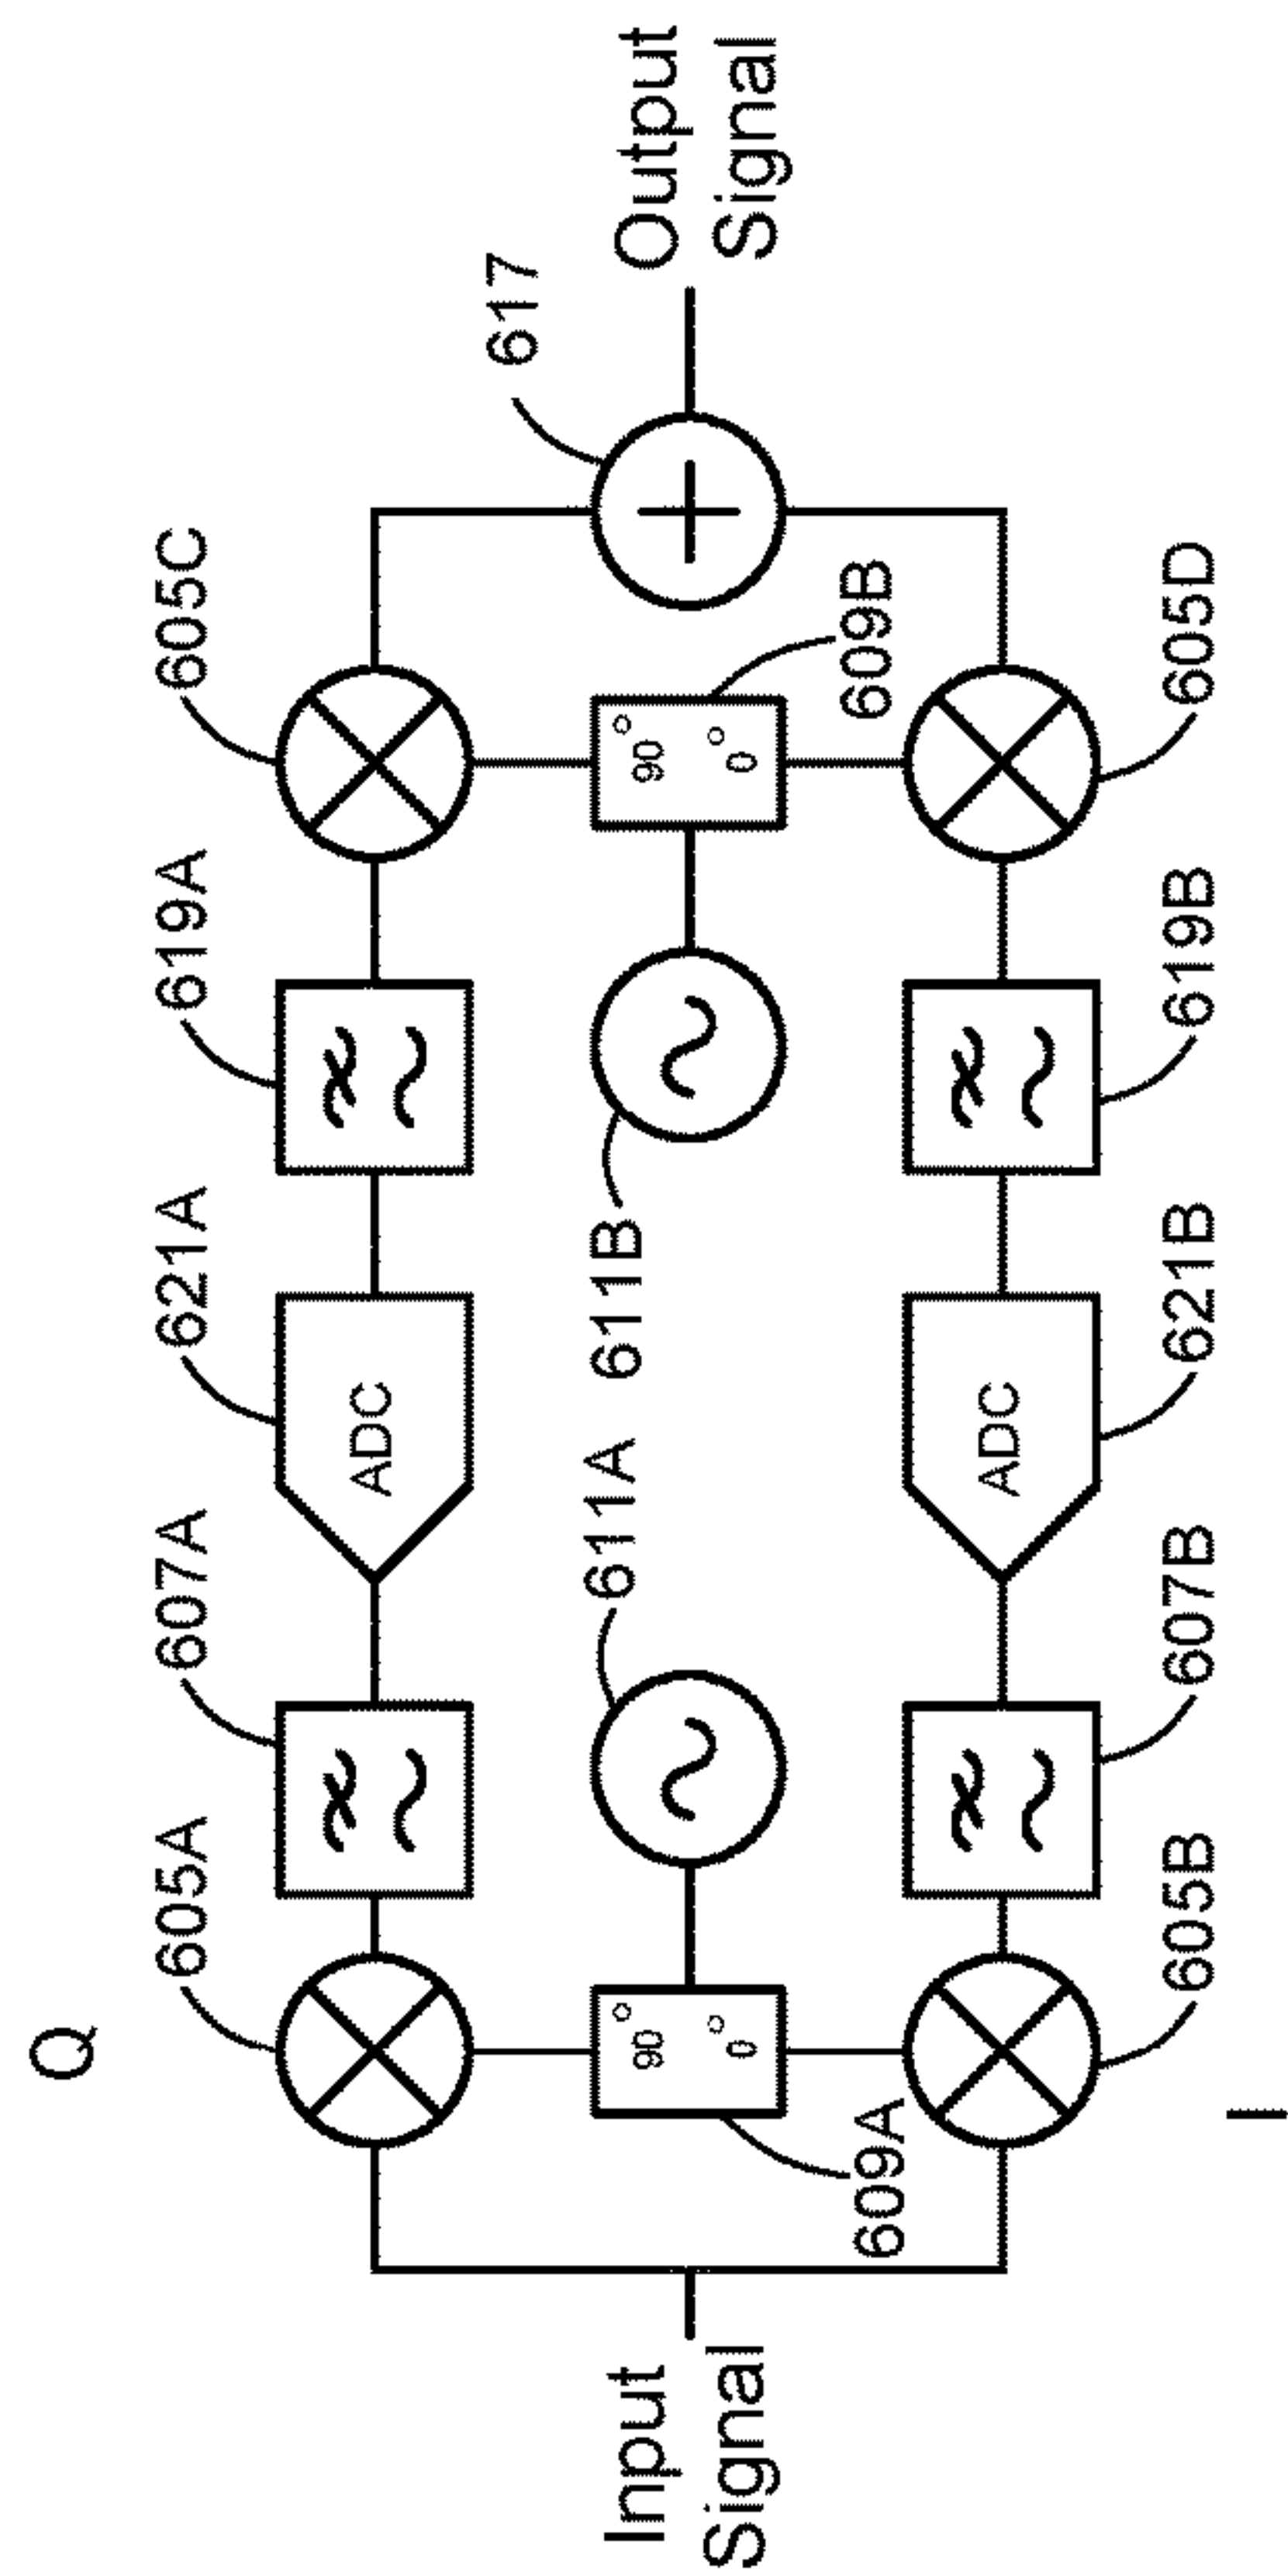 Q
605A
607A
621A
619A
605C
ADC
617
Input
Signal
90°
0°
609A
611A
611B
90°
0°
609B
Output
Signal
ADC
605B
607B
621B
619B
605D
I